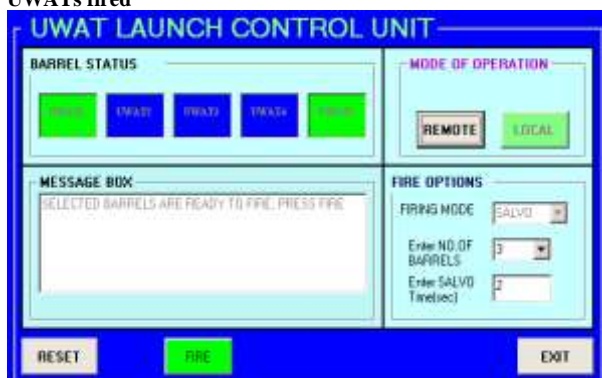 UWATs fired
UWAT LAUNCH CONTROL UNIT
BARREL STATUS
UWAT2 UWAT3 UWAT4
MODE OF OPERATION
REMOTE LOCAL
MESSAGE BOX
SELECTED BARRELS ARE READY TO FIRE, PRESS FIRE
FIRE OPTIONS
FIRING MODE SALVO
Enter NO.OF BARRELS 3
Enter SALVO Time(sec) 2
RESET FIRE EXIT